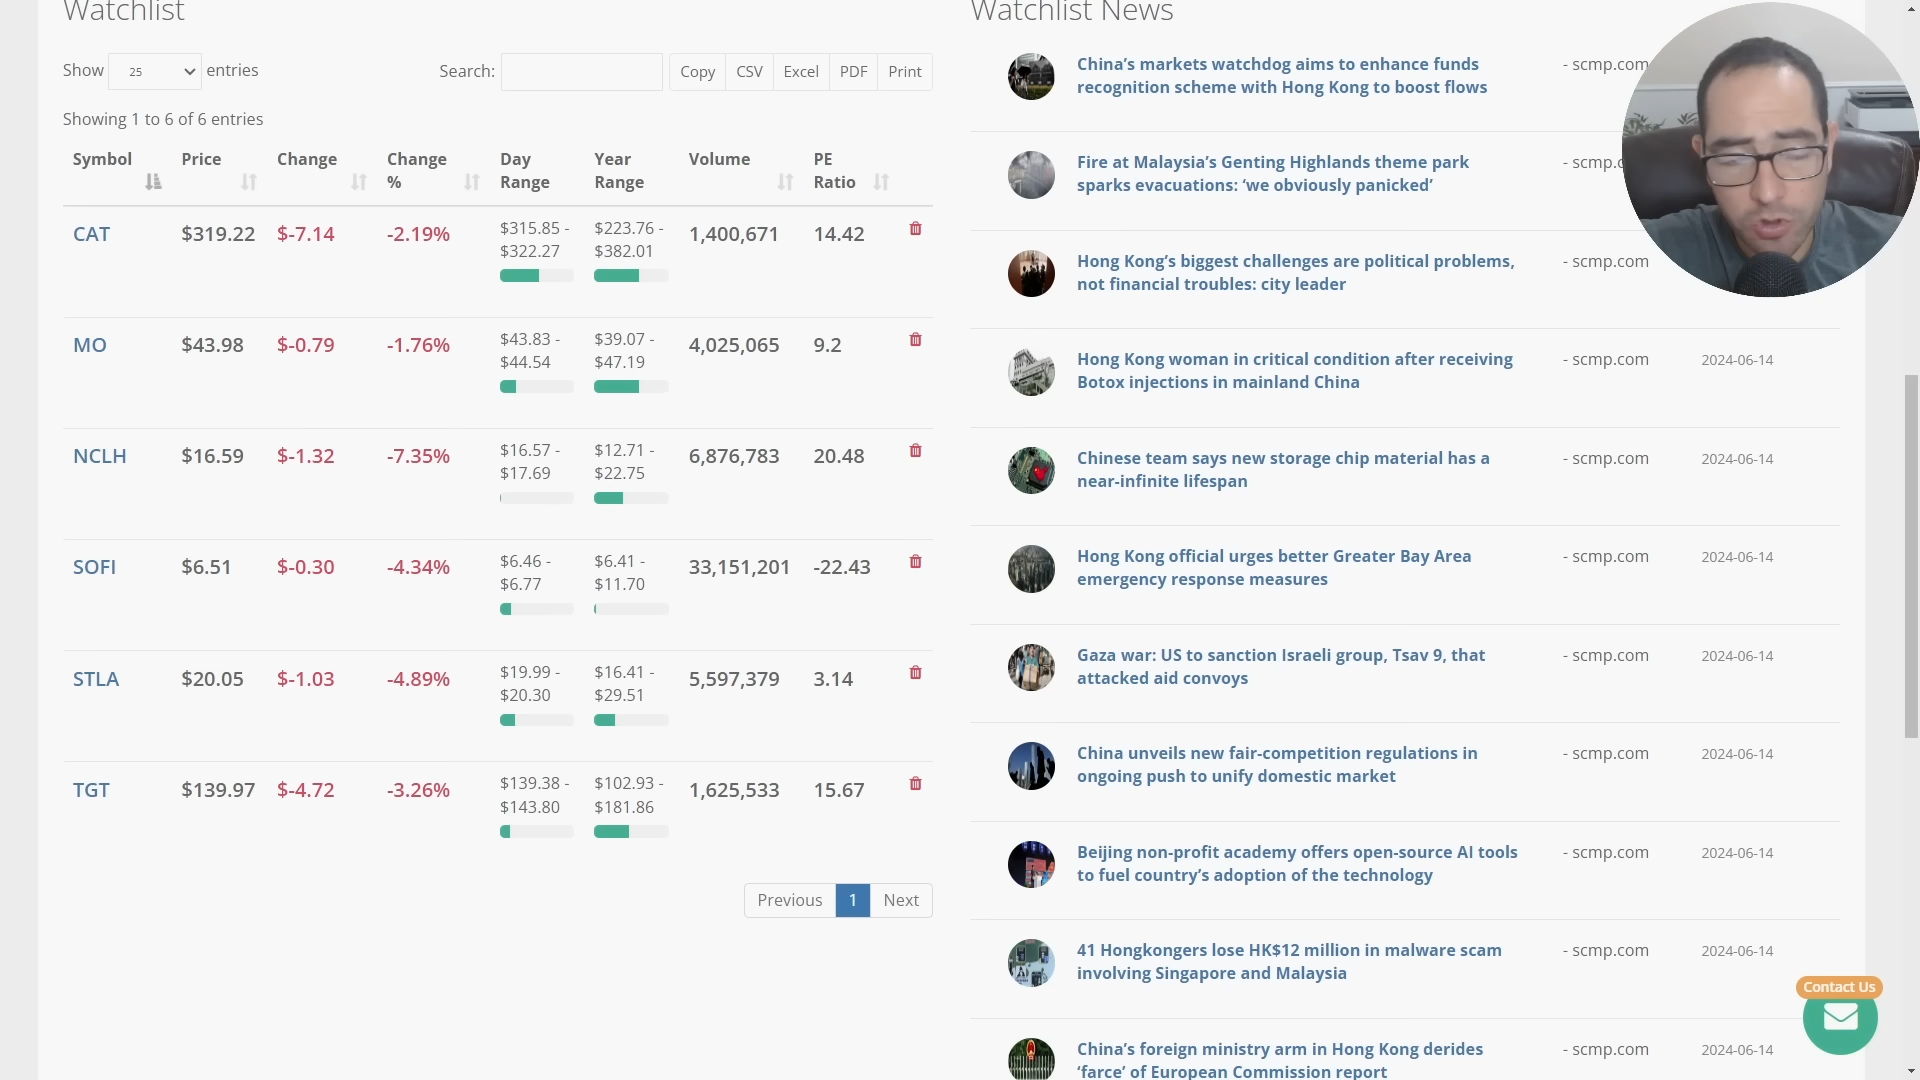 Watchlist
Show 25 entries
Search:
Copy CSV Excel PDF Print
Showing 1 to 6 of 6 entries
Symbol Price Change Change % Day Range Year Range Volume PE Ratio
CAT $319.22 $-7.14 -2.19% $315.85 - $322.27 $223.76 - $382.01 1,400,671 14.42
MO $43.98 $-0.79 -1.76% $43.83 - $44.54 $39.07 - $47.19 4,025,065 9.2
NCLH $16.59 $-1.32 -7.35% $16.57 - $17.69 $12.71 - $22.75 6,876,783 20.48
SOFI $6.51 $-0.30 -4.34% $6.46 - $6.77 $6.41 - $11.70 33,151,201 -22.43
STLA $20.05 $-1.03 -4.89% $19.99 - $20.30 $16.41 - $29.51 5,597,379 3.14
TGT $139.97 $-4.72 -3.26% $139.38 - $143.80 $102.93 - $181.86 1,625,533 15.67
Previous 1 Next
Watchlist News
China’s markets watchdog aims to enhance funds - scmp.com
recognition scheme with Hong Kong to boost flows
Fire at Malaysia’s Genting Highlands theme park - scmp.c
sparks evacuations: ‘we obviously panicked’
Hong Kong’s biggest challenges are political problems, - scmp.com
not financial troubles: city leader
Hong Kong woman in critical condition after receiving - scmp.com 2024-06-14
Botox injections in mainland China
Chinese team says new storage chip material has a - scmp.com 2024-06-14
near-infinite lifespan
Hong Kong official urges better Greater Bay Area - scmp.com 2024-06-14
emergency response measures
Gaza war: US to sanction Israeli group, Tsav 9, that - scmp.com 2024-06-14
attacked aid convoys
China unveils new fair-competition regulations in - scmp.com 2024-06-14
ongoing push to unify domestic market
Beijing non-profit academy offers open-source AI tools - scmp.com 2024-06-14
to fuel country’s adoption of the technology
41 Hongkongers lose HK$12 million in malware scam - scmp.com 2024-06-14
involving Singapore and Malaysia
Contact Us
China’s foreign ministry arm in Hong Kong derides - scmp.com 2024-06-14
‘farce’ of European Commission report